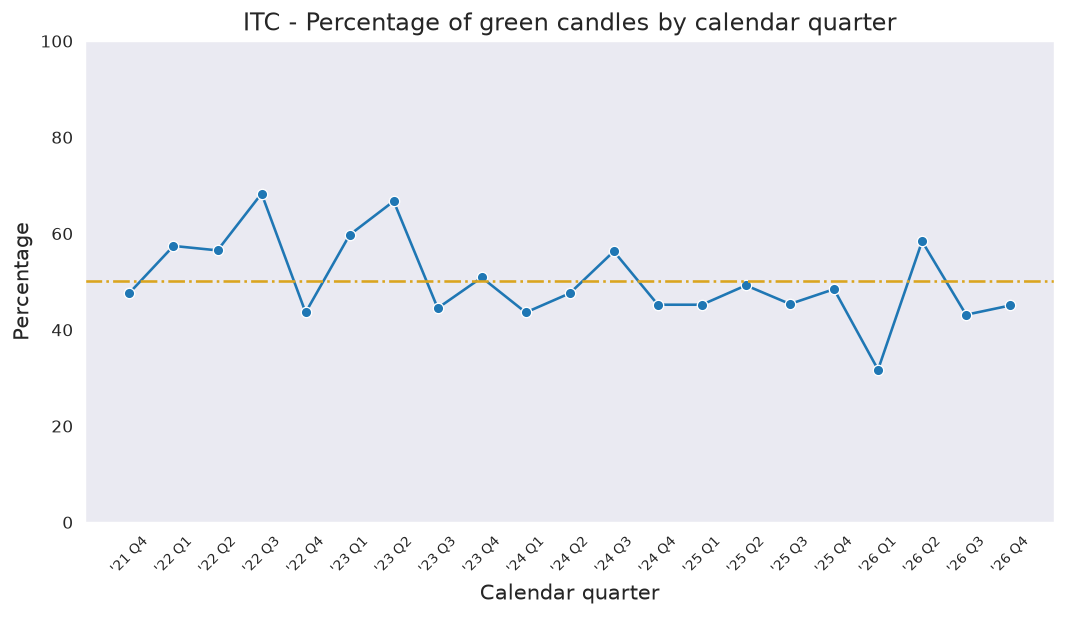 ITC - Percentage of green candles by calendar quarter
Percentage
100
80
60
40
20
0
'21 Q4
'22 Q1
'22 Q2
'22 Q3
'22 Q4
'23 Q1
'23 Q2
'23 Q3
'23 Q4
'24 Q1
'24 Q2
'24 Q3
'24 Q4
'25 Q1
'25 Q2
'25 Q3
'25 Q4
'26 Q1
'26 Q2
'26 Q3
'26 Q4
Calendar quarter